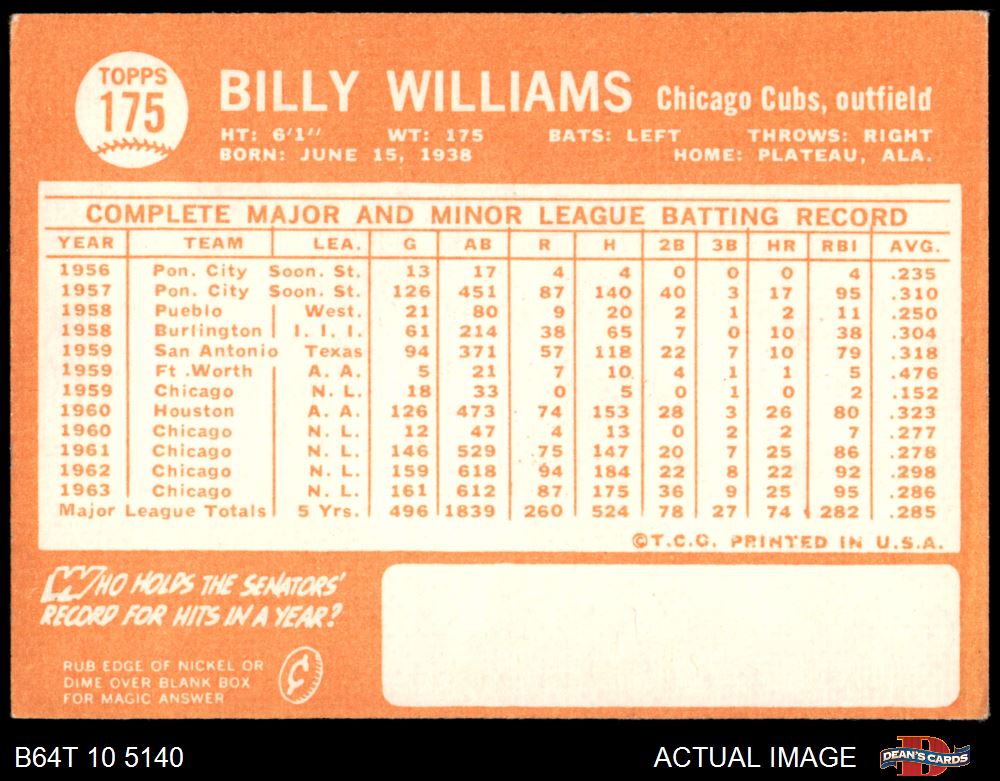 TOPPS
175
BILLY WILLIAMS Chicago Cubs, outfield
HT: 6'1" WT: 175 BATS: LEFT THROWS: RIGHT
BORN: JUNE 15, 1938 HOME: PLATEAU, ALA.
COMPLETE MAJOR AND MINOR LEAGUE BATTING RECORD
YEAR TEAM LEA. G AB R H 2B 3B HR RBI AVG.
1956 Pon. City Soon. St. 13 17 4 4 0 0 0 4 .235
1957 Pon. City Soon. St. 126 451 87 140 40 3 17 95 .310
1958 Pueblo West. 21 80 9 20 2 1 2 11 .250
1958 Burlington I. I. I. 61 214 38 65 7 0 10 38 .304
1959 San Antonio Texas 94 371 57 118 22 7 10 79 .318
1959 Ft .Worth A. A. 5 21 7 10 4 1 1 5 .476
1959 Chicago N. L. 18 33 0 5 0 1 0 2 .152
1960 Houston A. A. 126 473 74 153 28 3 26 80 .323
1960 Chicago N. L. 12 47 4 13 0 2 2 7 .277
1961 Chicago N. L. 146 529 75 147 20 7 25 86 .278
1962 Chicago N. L. 159 618 94 184 22 8 22 92 .298
1963 Chicago N. L. 161 612 87 175 36 9 25 95 .286
Major League Totals 5 Yrs. 496 1839 260 524 78 27 74 282 .285
©T.C.G. PRINTED IN U.S.A.
WHO HOLDS THE SENATORS'
RECORD FOR HITS IN A YEAR?
RUB EDGE OF NICKEL OR
DIME OVER BLANK BOX
FOR MAGIC ANSWER
B64T 10 5140 ACTUAL IMAGE DEAN'S CARDS